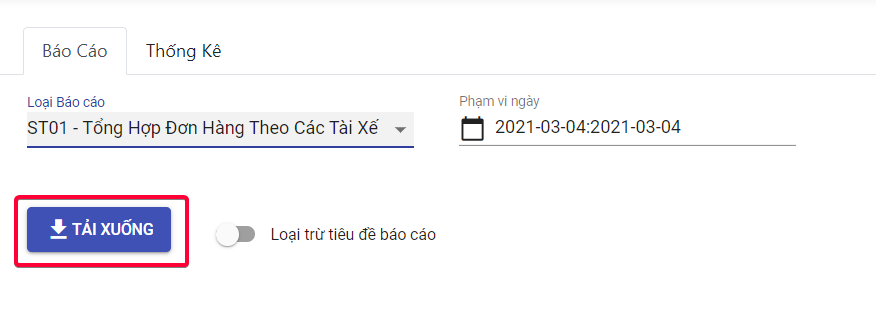 Báo Cáo Thống Kê
Loại Báo cáo Phạm vi ngày
ST01 - Tổng Hợp Đơn Hàng Theo Các Tài Xế 2021-03-04:2021-03-04
TẢI XUỐNG Loại trừ tiêu đề báo cáo